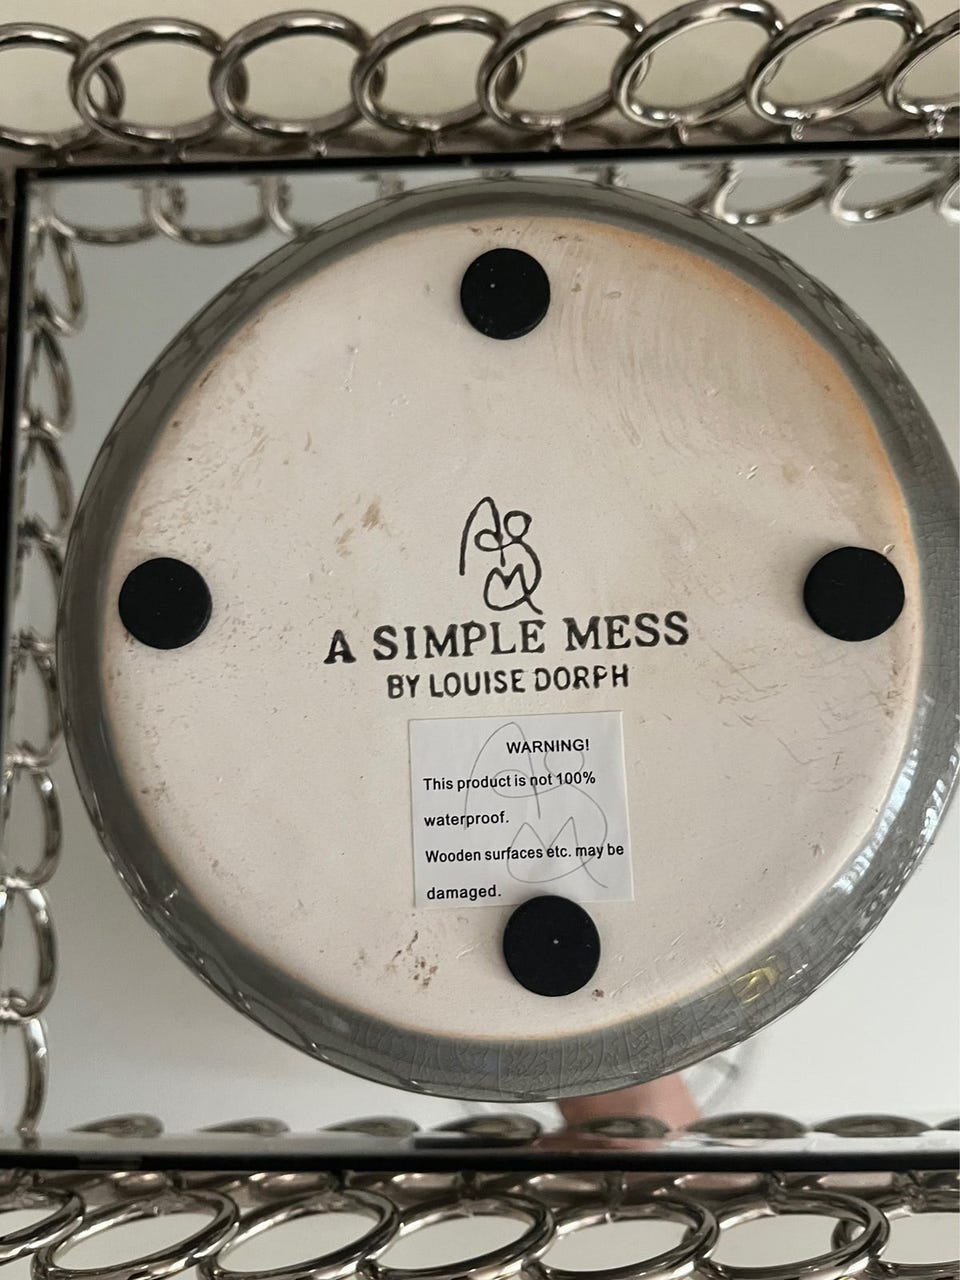 A SIMPLE MESS
BY LOUISE DORPH
WARNING!
This product is not 100%
waterproof.
Wooden surfaces etc. may be
damaged.